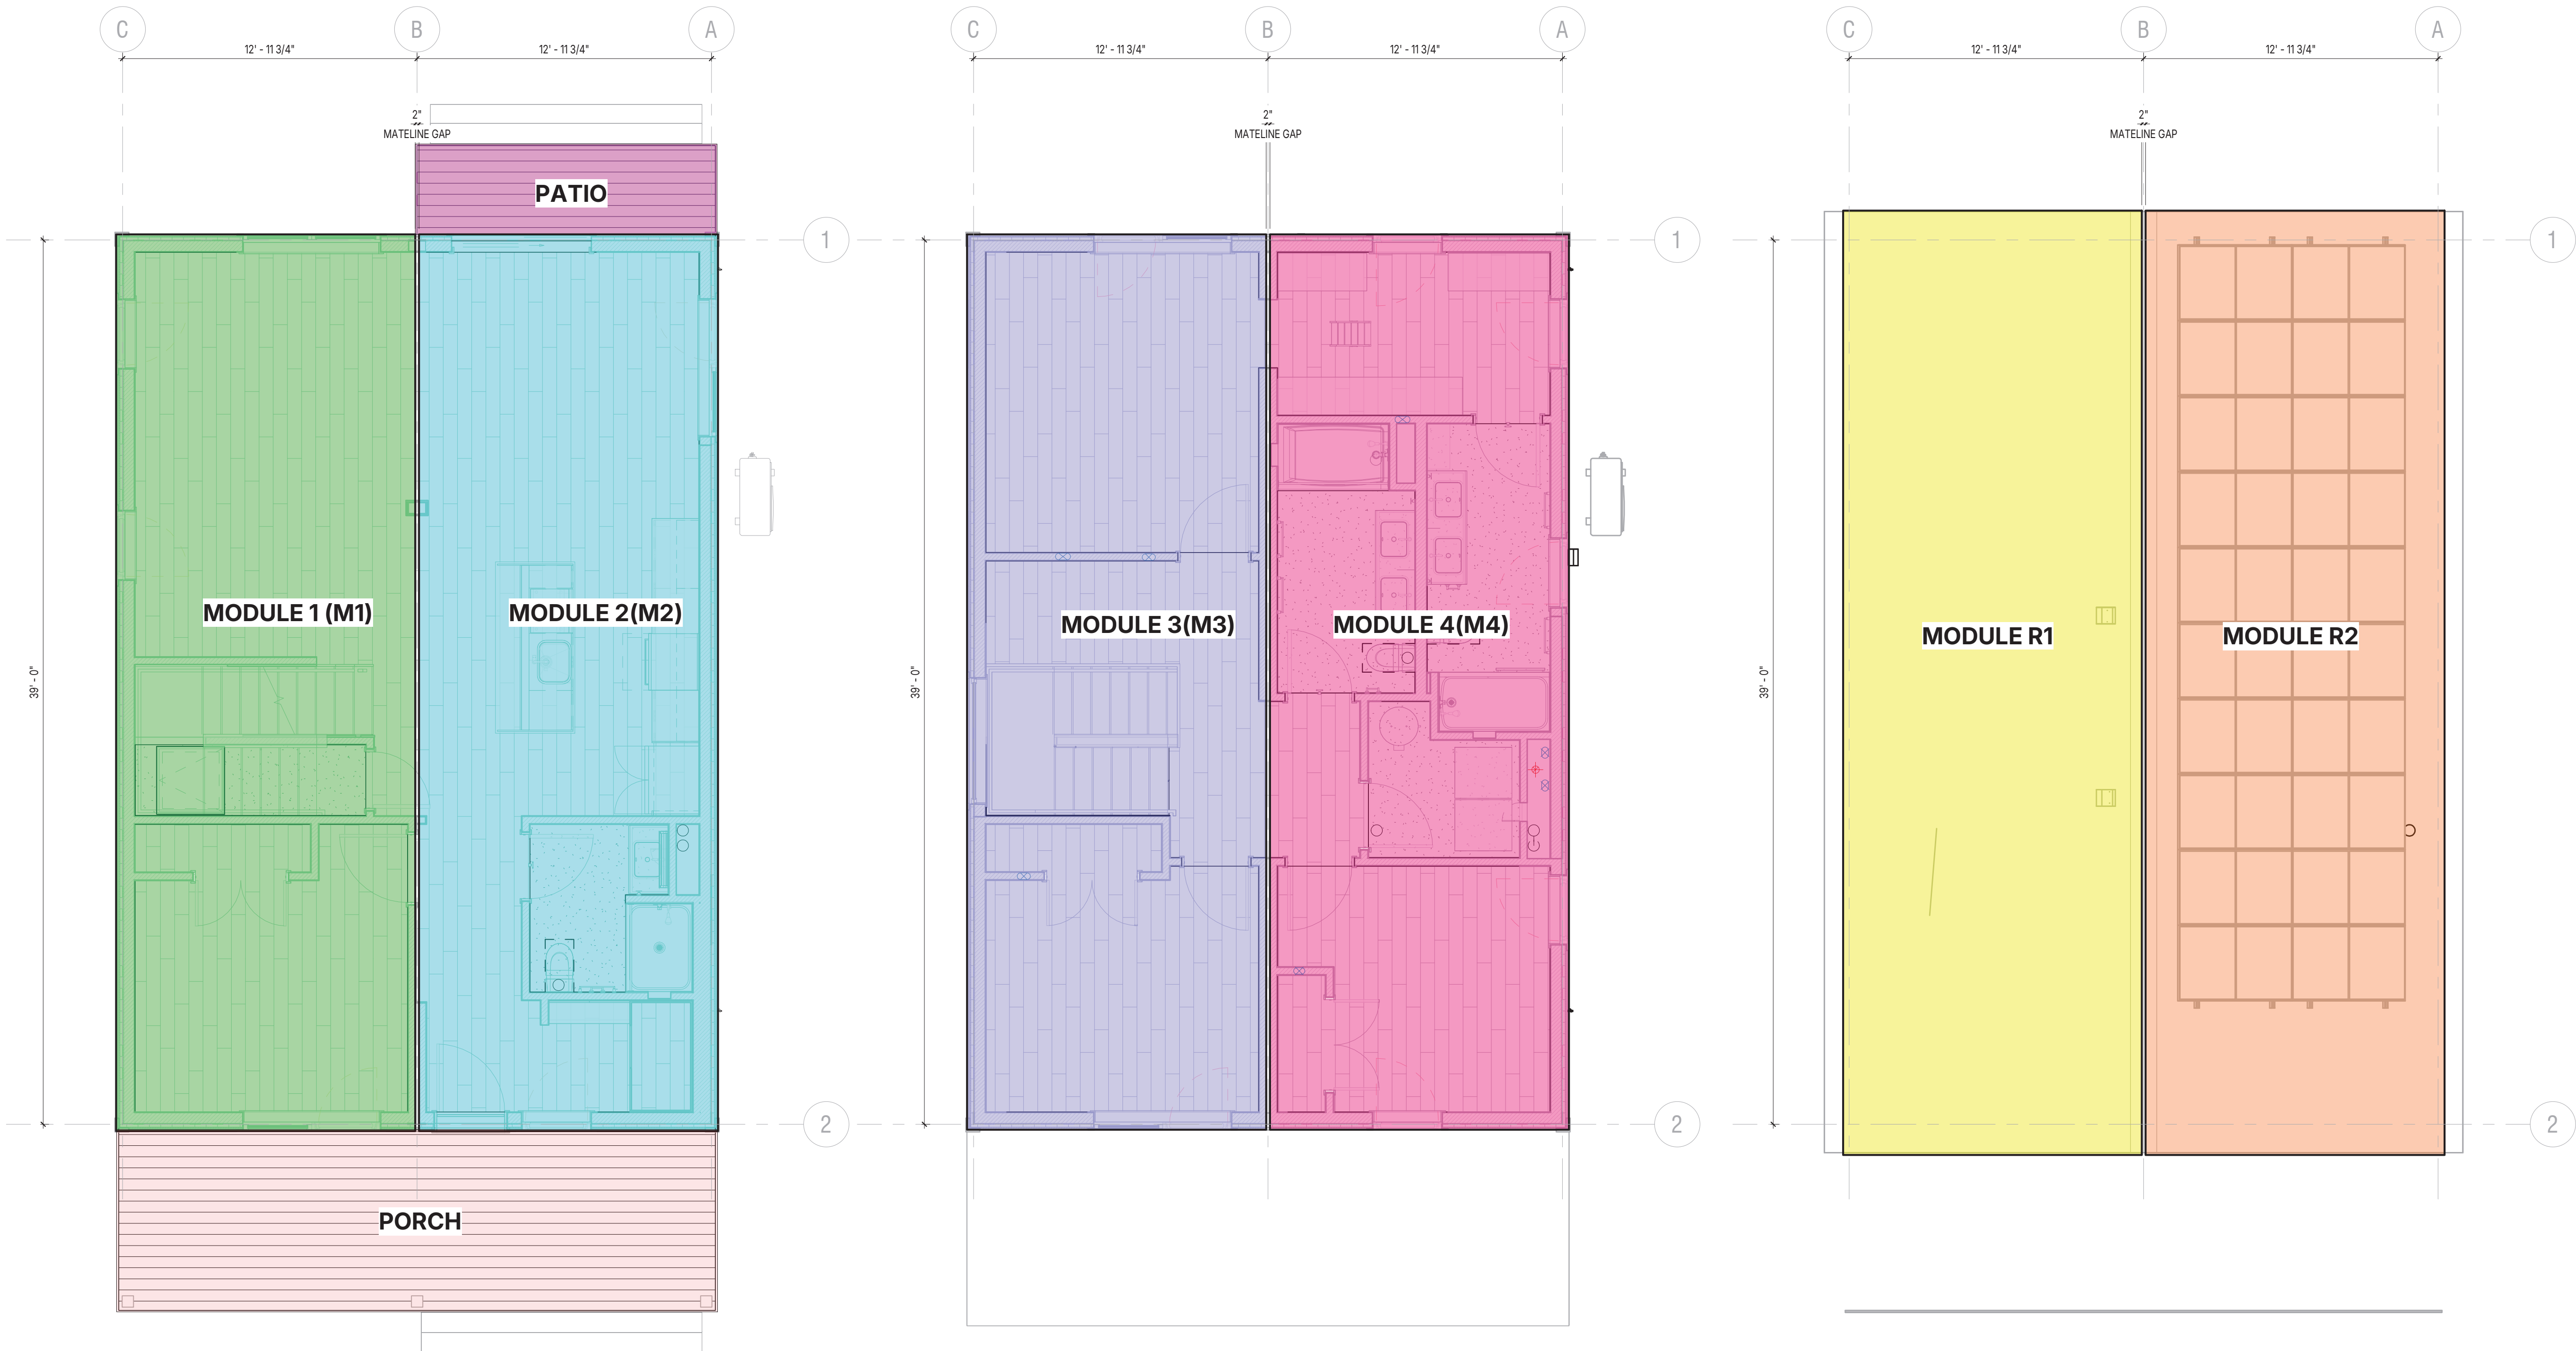 C B A C B A C B A
12' - 11 3/4" 12' - 11 3/4" 12' - 11 3/4" 12' - 11 3/4" 12' - 11 3/4" 12' - 11 3/4"
2" 2" 2"
MATELINE GAP MATELINE GAP MATELINE GAP
PATIO
1 1 1
MODULE 1 (M1) MODULE 2(M2) MODULE 3(M3) MODULE 4(M4) MODULE R1 MODULE R2
39' - 0" 39' - 0" 39' - 0"
2 2 2
PORCH